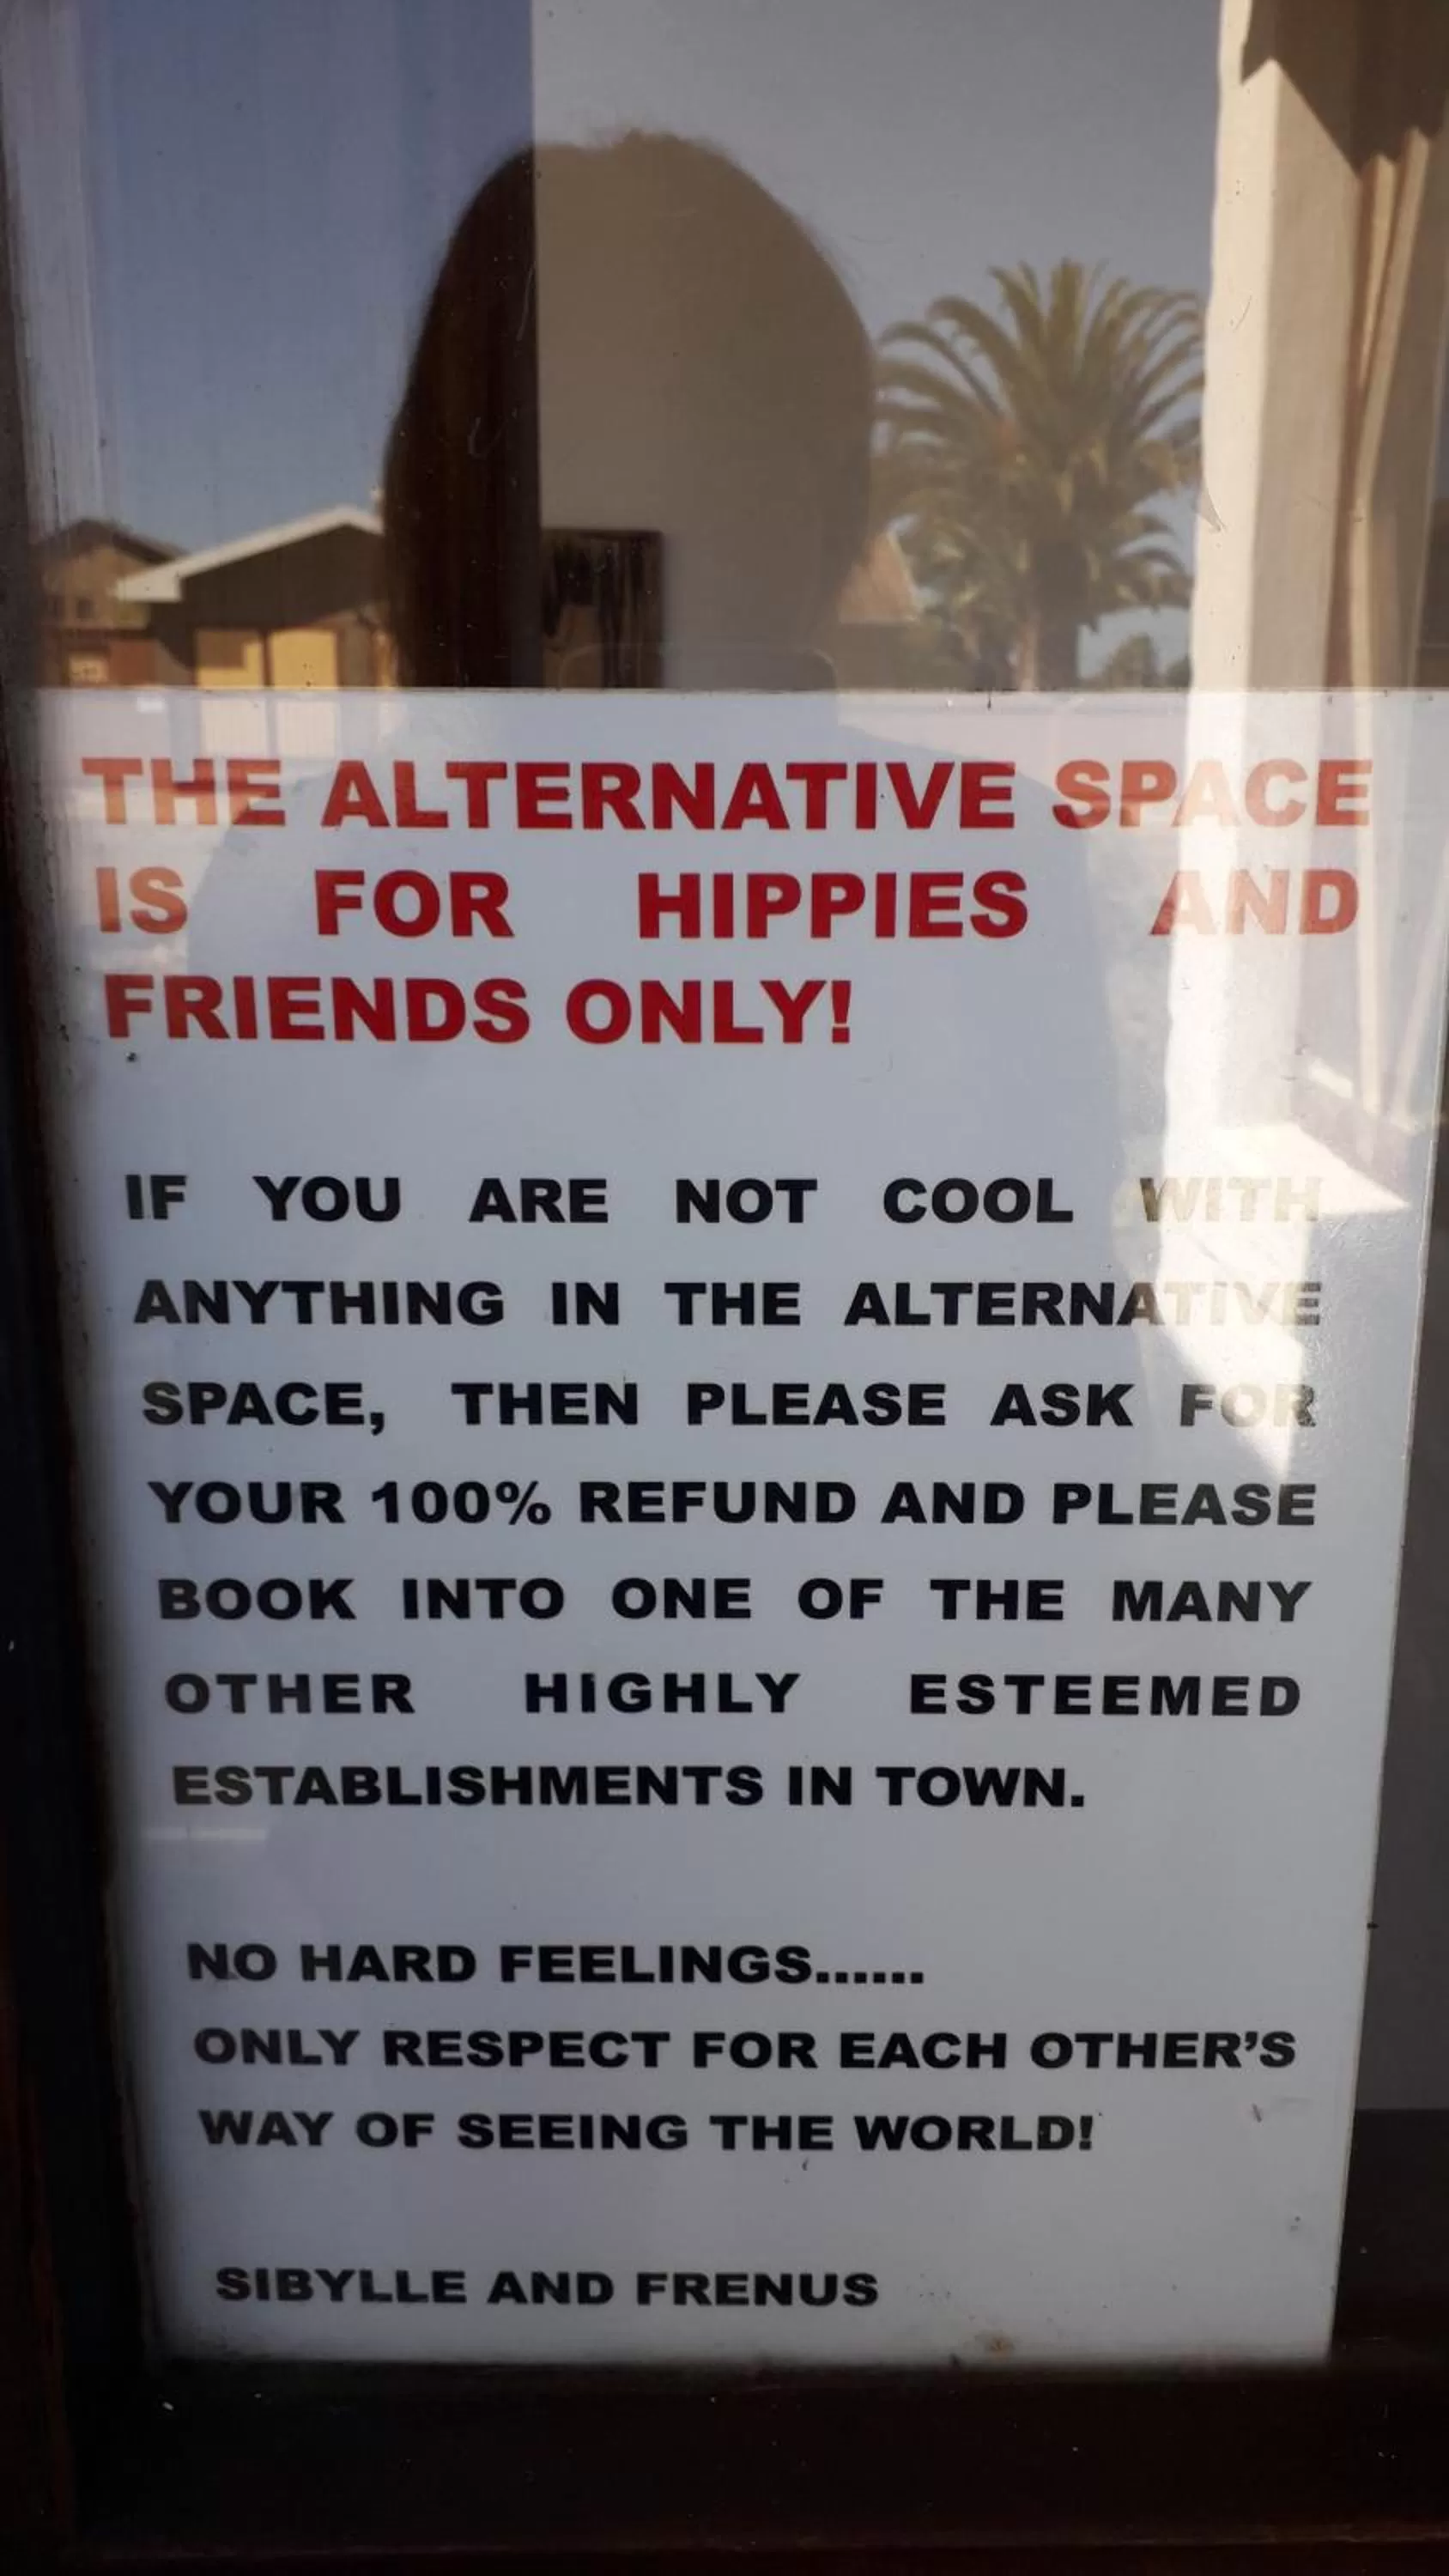 THE ALTERNATIVE SPACE
IS FOR HIPPIES AND
FRIENDS ONLY!
IF YOU ARE NOT COOL WITH
ANYTHING IN THE ALTERNATIVE
SPACE, THEN PLEASE ASK FOR
YOUR 100% REFUND AND PLEASE
BOOK INTO ONE OF THE MANY
OTHER HIGHLY ESTEEMED
ESTABLISHMENTS IN TOWN.
NO HARD FEELINGS......
ONLY RESPECT FOR EACH OTHER’S
WAY OF SEEING THE WORLD!
SIBYLLE AND FRENUS